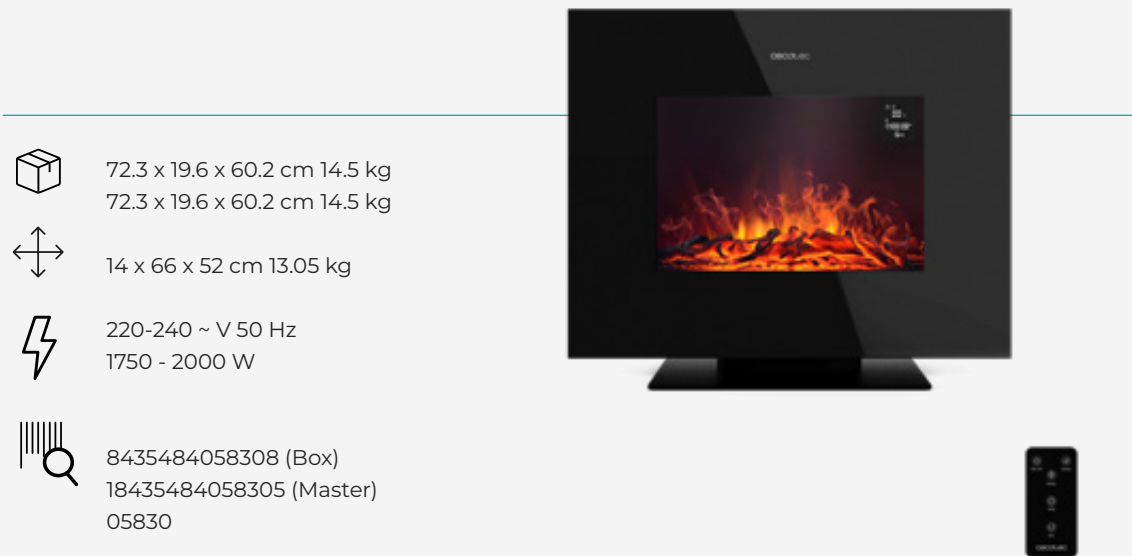 cecotec
72.3 x 19.6 x 60.2 cm 14.5 kg
72.3 x 19.6 x 60.2 cm 14.5 kg
14 x 66 x 52 cm 13.05 kg
220-240 ~ V 50 Hz
1750 - 2000 W
8435484058308 (Box)
18435484058305 (Master)
05830
cecotec